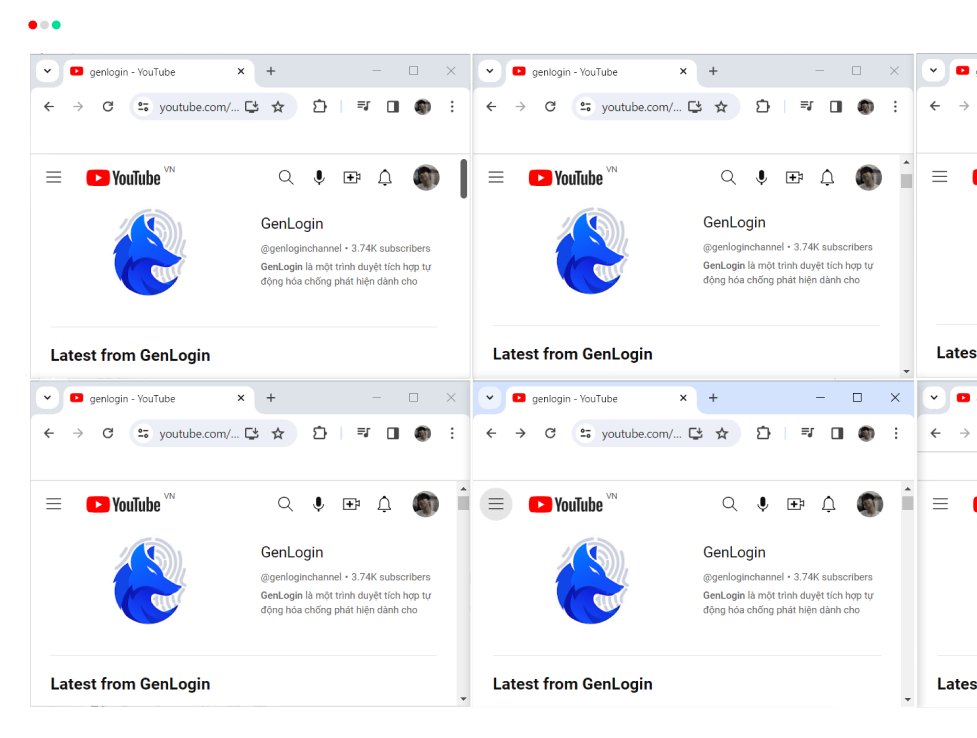 genlogin - YouTube
genlogin - YouTube
youtube.com/...
youtube.com/...
YouTube VN
YouTube VN
GenLogin
@genloginchannel • 3.74K subscribers
GenLogin là một trình duyệt tích hợp tự
động hóa chống phát hiện dành cho
GenLogin
@genloginchannel • 3.74K subscribers
GenLogin là một trình duyệt tích hợp tự
động hóa chống phát hiện dành cho
Latest from GenLogin
Latest from GenLogin
Lates
genlogin - YouTube
genlogin - YouTube
youtube.com/...
youtube.com/...
YouTube VN
YouTube VN
GenLogin
@genloginchannel • 3.74K subscribers
GenLogin là một trình duyệt tích hợp tự
động hóa chống phát hiện dành cho
GenLogin
@genloginchannel • 3.74K subscribers
GenLogin là một trình duyệt tích hợp tự
động hóa chống phát hiện dành cho
Latest from GenLogin
Latest from GenLogin
Lates